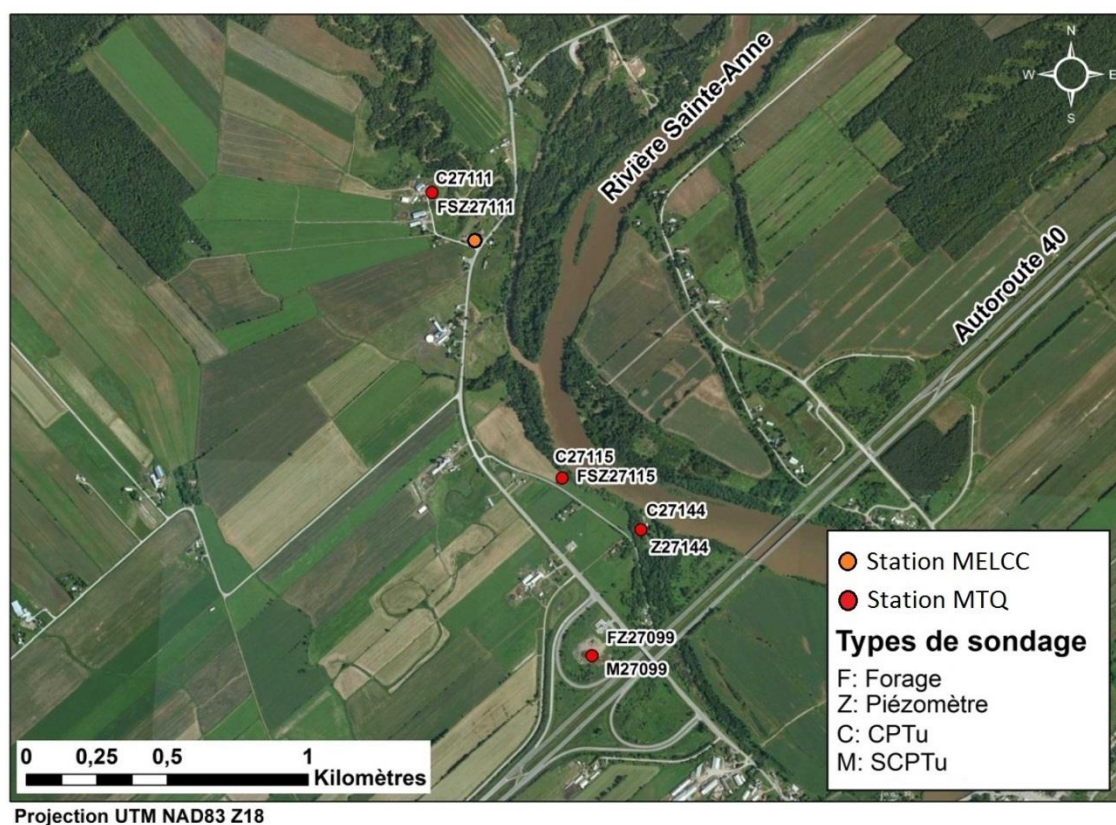 N
W E
S
Rivière Sainte-Anne
C27111
FSZ27111
Autoroute 40
C27115
FSZ27115
C27144
Z27144
FZ27099
M27099
Station MELCC
Station MTQ
Types de sondage
F: Forage
Z: Piézomètre
C: CPTu
M: SCPTu
0 0,25 0,5 1
Kilomètres
Projection UTM NAD83 Z18